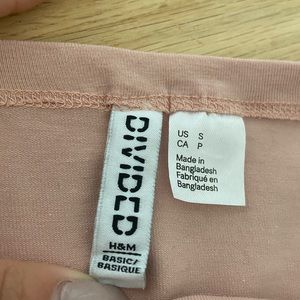 DIVIDED
H&M
BASIC/
BASIQUE
US S
CA P
Made in
Bangladesh
Fabriqué en
Bangladesh